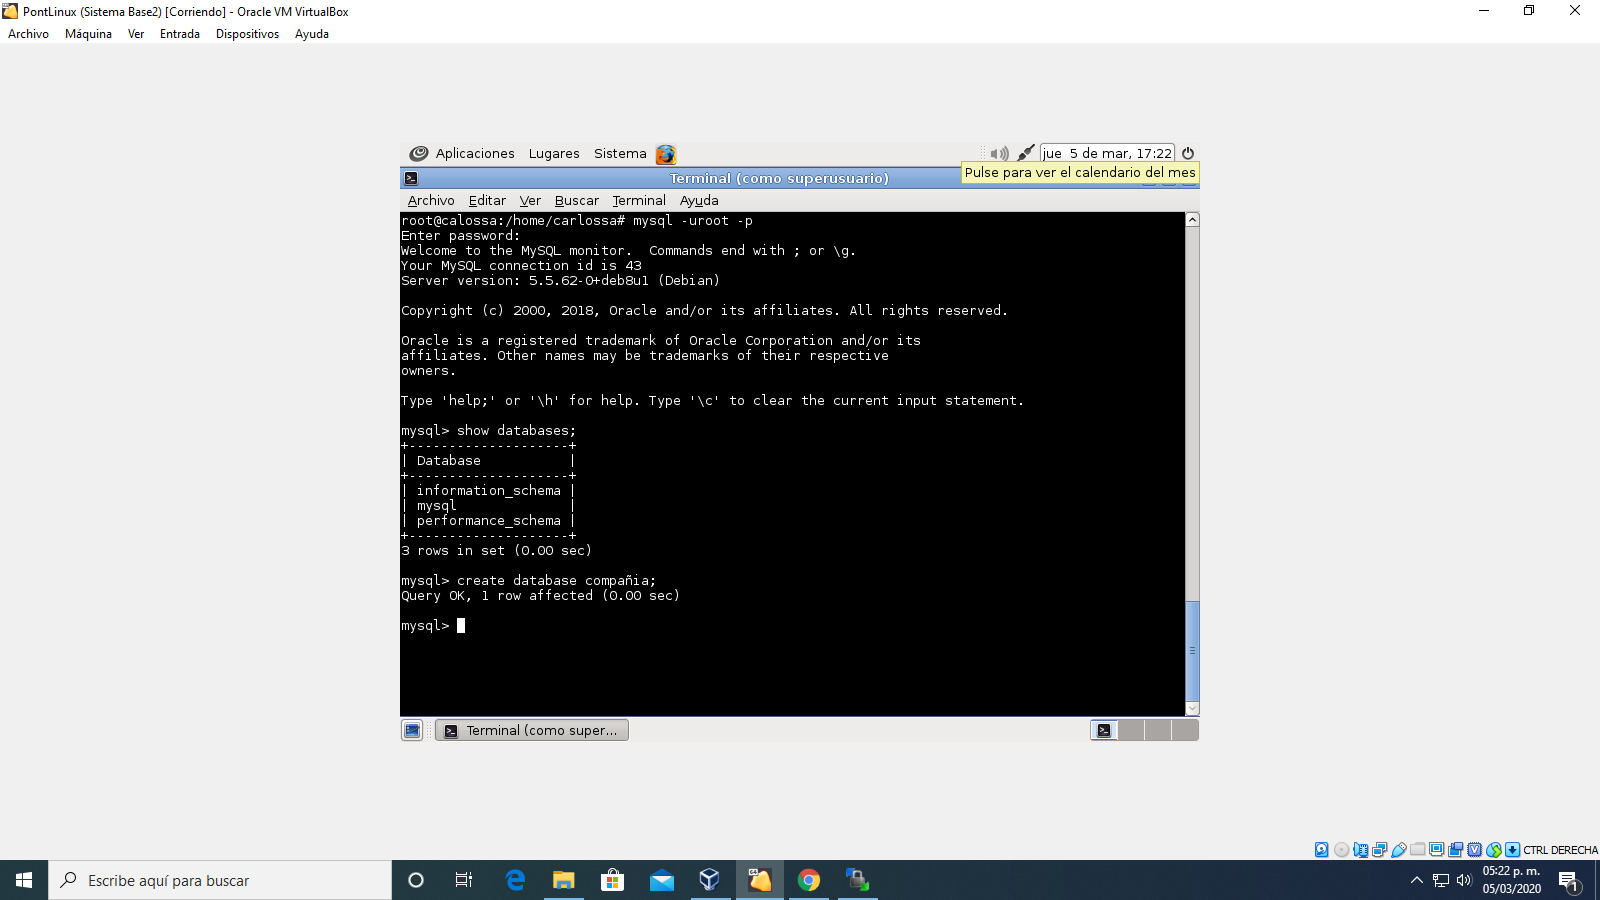 PontLinux (Sistema Base2) [Corriendo] - Oracle VM VirtualBox
Archivo Máquina Ver Entrada Dispositivos Ayuda
Aplicaciones Lugares Sistema jue 5 de mar, 17:22
Terminal (como superusuario)
Pulse para ver el calendario del mes
Archivo Editar Ver Buscar Terminal Ayuda
root@calossa:/home/carlossa# mysql -uroot -p
Enter password:
Welcome to the MySQL monitor.  Commands end with ; or \g.
Your MySQL connection id is 43
Server version: 5.5.62-0+deb8u1 (Debian)
Copyright (c) 2000, 2018, Oracle and/or its affiliates. All rights reserved.
Oracle is a registered trademark of Oracle Corporation and/or its
affiliates. Other names may be trademarks of their respective
owners.
Type 'help;' or '\h' for help. Type '\c' to clear the current input statement.
mysql> show databases;
+--------------------+
| Database           |
+--------------------+
| information_schema |
| mysql              |
| performance_schema |
+--------------------+
3 rows in set (0.00 sec)
mysql> create database compañia;
Query OK, 1 row affected (0.00 sec)
mysql>
Terminal (como super...
CTRL DERECHA
Escribe aquí para buscar
64
05:22 p. m.
05/03/2020
1